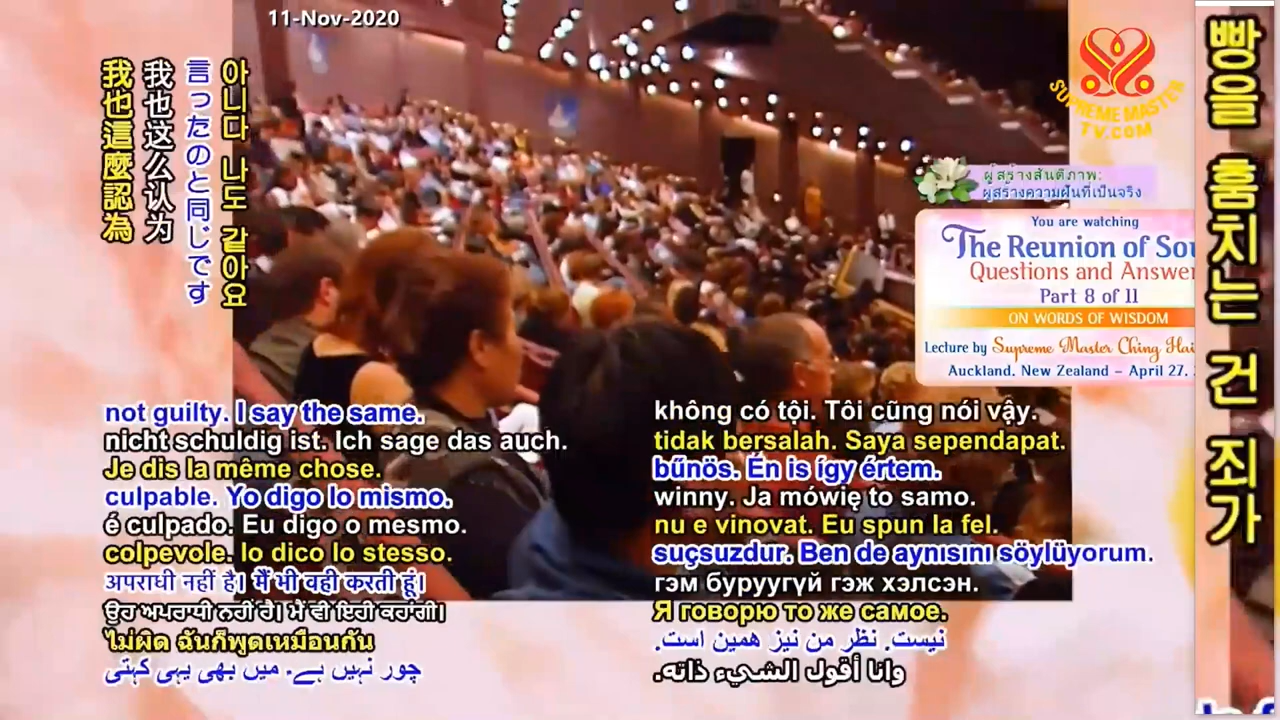 11-Nov-2020
我也這麼認為
我也这么认为
言ったのと同じです
아니다 나도 같아요
SUPREME MASTER
TV.COM
ผู้สร้างสันติภาพ:
ผู้สร้างความฝันที่เป็นจริง
You are watching
The Reunion of Sou
Questions and Answer
Part 8 of 11
ON WORDS OF WISDOM
Lecture by Supreme Master Ching Hai
Auckland, New Zealand – April 27,
빵을 훔치는 건 죄가
not guilty. I say the same.
nicht schuldig ist. Ich sage das auch.
Je dis la même chose.
culpable. Yo digo lo mismo.
é culpado. Eu digo o mesmo.
colpevole. Io dico lo stesso.
अपराधी नहीं है। मैं भी वही करती हूं।
ਉਹ ਅਪਰਾਧੀ ਨਹੀਂ ਹੈ। ਮੈਂ ਵੀ ਇਹੀ ਕਹਾਂਗੀ।
ไม่ผิด ฉันก็พูดเหมือนกัน
چور نہیں ہے۔ میں بھی یہی کہتی
không có tội. Tôi cũng nói vậy.
tidak bersalah. Saya sependapat.
bűnös. Én is így értem.
winny. Ja mówię to samo.
nu e vinovat. Eu spun la fel.
suçsuzdur. Ben de aynısını söylüyorum.
гэм буруугүй гэж хэлсэн.
Я говорю то же самое.
نیست. نظر من نیز همین است.
وانا أقول الشيء ذاته.